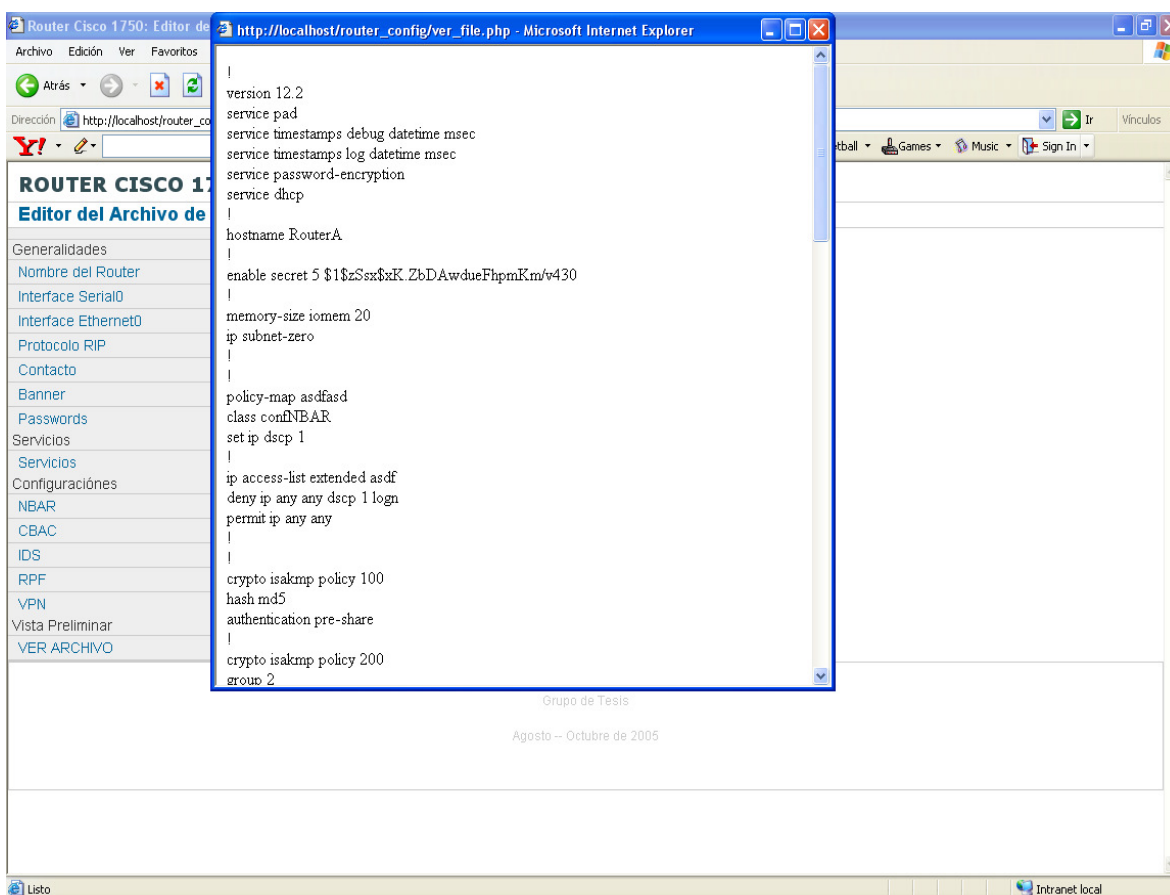 Router Cisco 1750: Editor de
Archivo Edición Ver Favoritos
Atrás
Dirección http://localhost/router_co
Ir Vínculos
Y!
tball Games Music Sign In
http://localhost/router_config/ver_file.php - Microsoft Internet Explorer
ROUTER CISCO 17
Editor del Archivo de
Generalidades
Nombre del Router
Interface Serial0
Interface Ethernet0
Protocolo RIP
Contacto
Banner
Passwords
Servicios
Servicios
Configuraciónes
NBAR
CBAC
IDS
RPF
VPN
Vista Preliminar
VER ARCHIVO
!
version 12.2
service pad
service timestamps debug datetime msec
service timestamps log datetime msec
service password-encryption
service dhcp
!
hostname RouterA
!
enable secret 5 $1$zSsx$xK.ZbDAwdueFhpmKm/v430
!
memory-size iomem 20
ip subnet-zero
!
!
policy-map asdfasd
class confNBAR
set ip dscp 1
!
ip access-list extended asdf
deny ip any any dscp 1 logn
permit ip any any
!
!
crypto isakmp policy 100
hash md5
authentication pre-share
!
crypto isakmp policy 200
group 2
Grupo de Tesis
Agosto -- Octubre de 2005
Listo
Intranet local